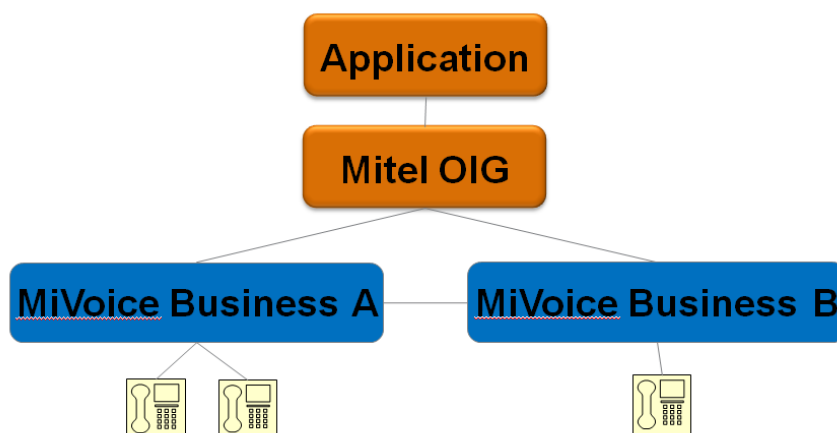 Application
Mitel OIG
MiVoice Business A
MiVoice Business B